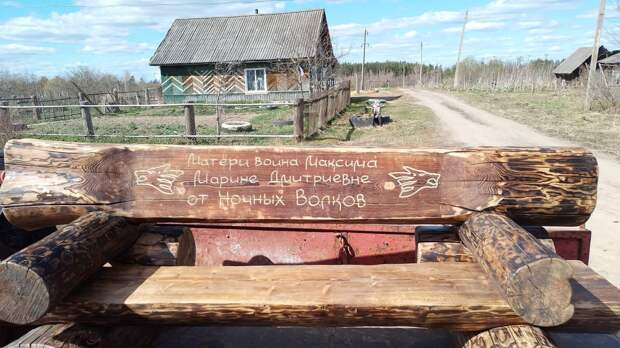 Матери воина Максима
Марине Дмитриевне
от Ночных Волков